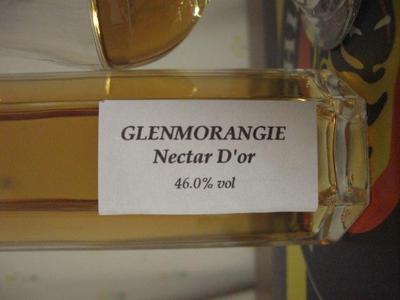 GLENMORANGIE
Nectar D'or
46.0% vol